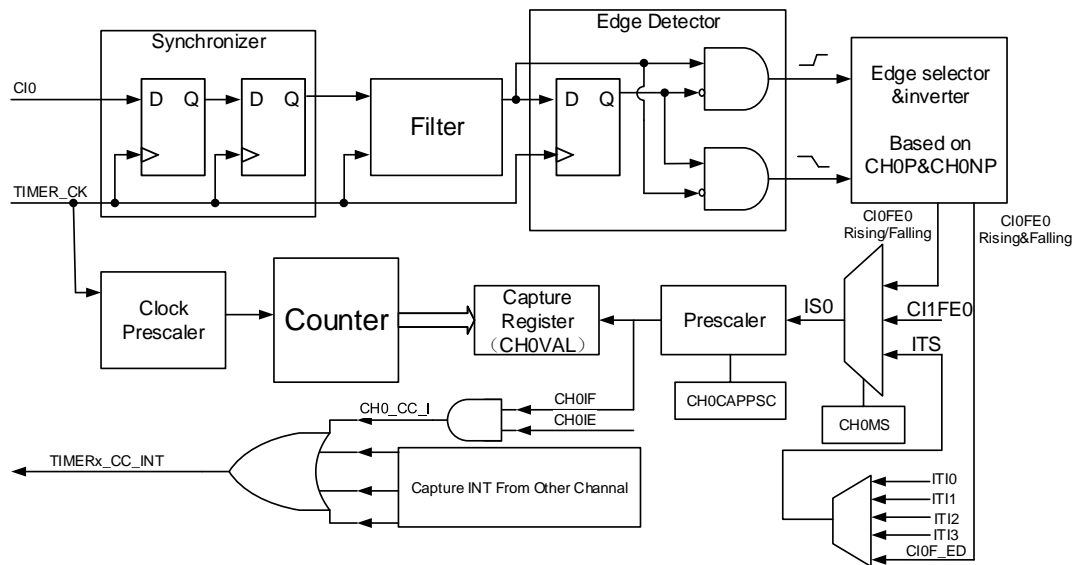 Edge Detector
Synchronizer
CI0
D Q
D Q
Filter
D Q
Edge selector
&inverter
Based on
CH0P&CH0NP
TIMER_CK
CI0FE0
Rising/Falling
CI0FE0
Rising&Falling
Clock
Prescaler
Counter
Capture
Register
（CH0VAL）
Prescaler
IS0
CI1FE0
ITS
CH0CAPPSC
CH0MS
CH0_CC_I
CH0IF
CH0IE
TIMERx_CC_INT
Capture INT From Other Channel
ITI0
ITI1
ITI2
ITI3
CI0F_ED